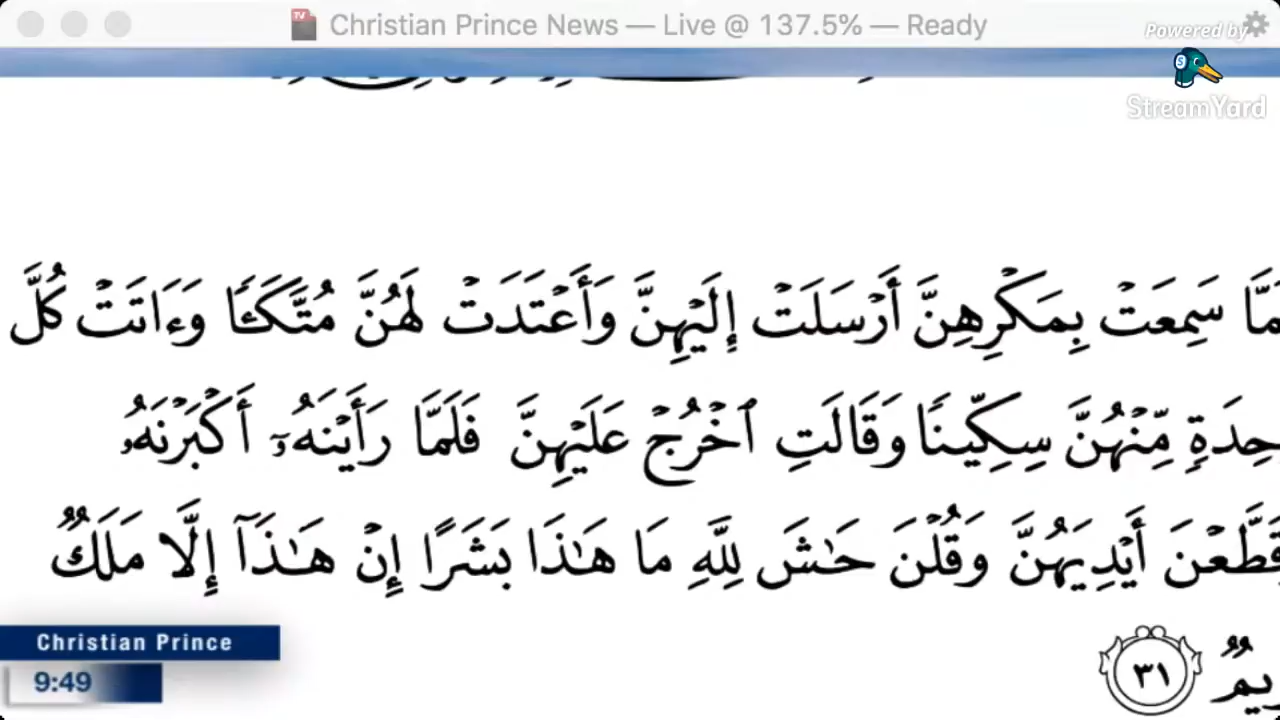 Christian Prince News — Live @ 137.5% — Ready
Powered by
StreamYard
مَّا سَمِعَتْ بِمَكْرِهِنَّ أَرْسَلَتْ إِلَيْهِنَّ وَأَعْتَدَتْ لَهُنَّ مُتَّكَـًٔا وَءَاتَتْ كُلَّ
حِدَةٍ مِّنْهُنَّ سِكِّينًا وَقَالَتِ ٱخْرُجْ عَلَيْهِنَّ فَلَمَّا رَأَيْنَهُۥٓ أَكْبَرْنَهُۥ
قَطَّعْنَ أَيْدِيَهُنَّ وَقُلْنَ حَـٰشَ لِلَّهِ مَا هَـٰذَا بَشَرًا إِنْ هَـٰذَآ إِلَّا مَلَكٌ
يمٌ ٣١
Christian Prince
9:49